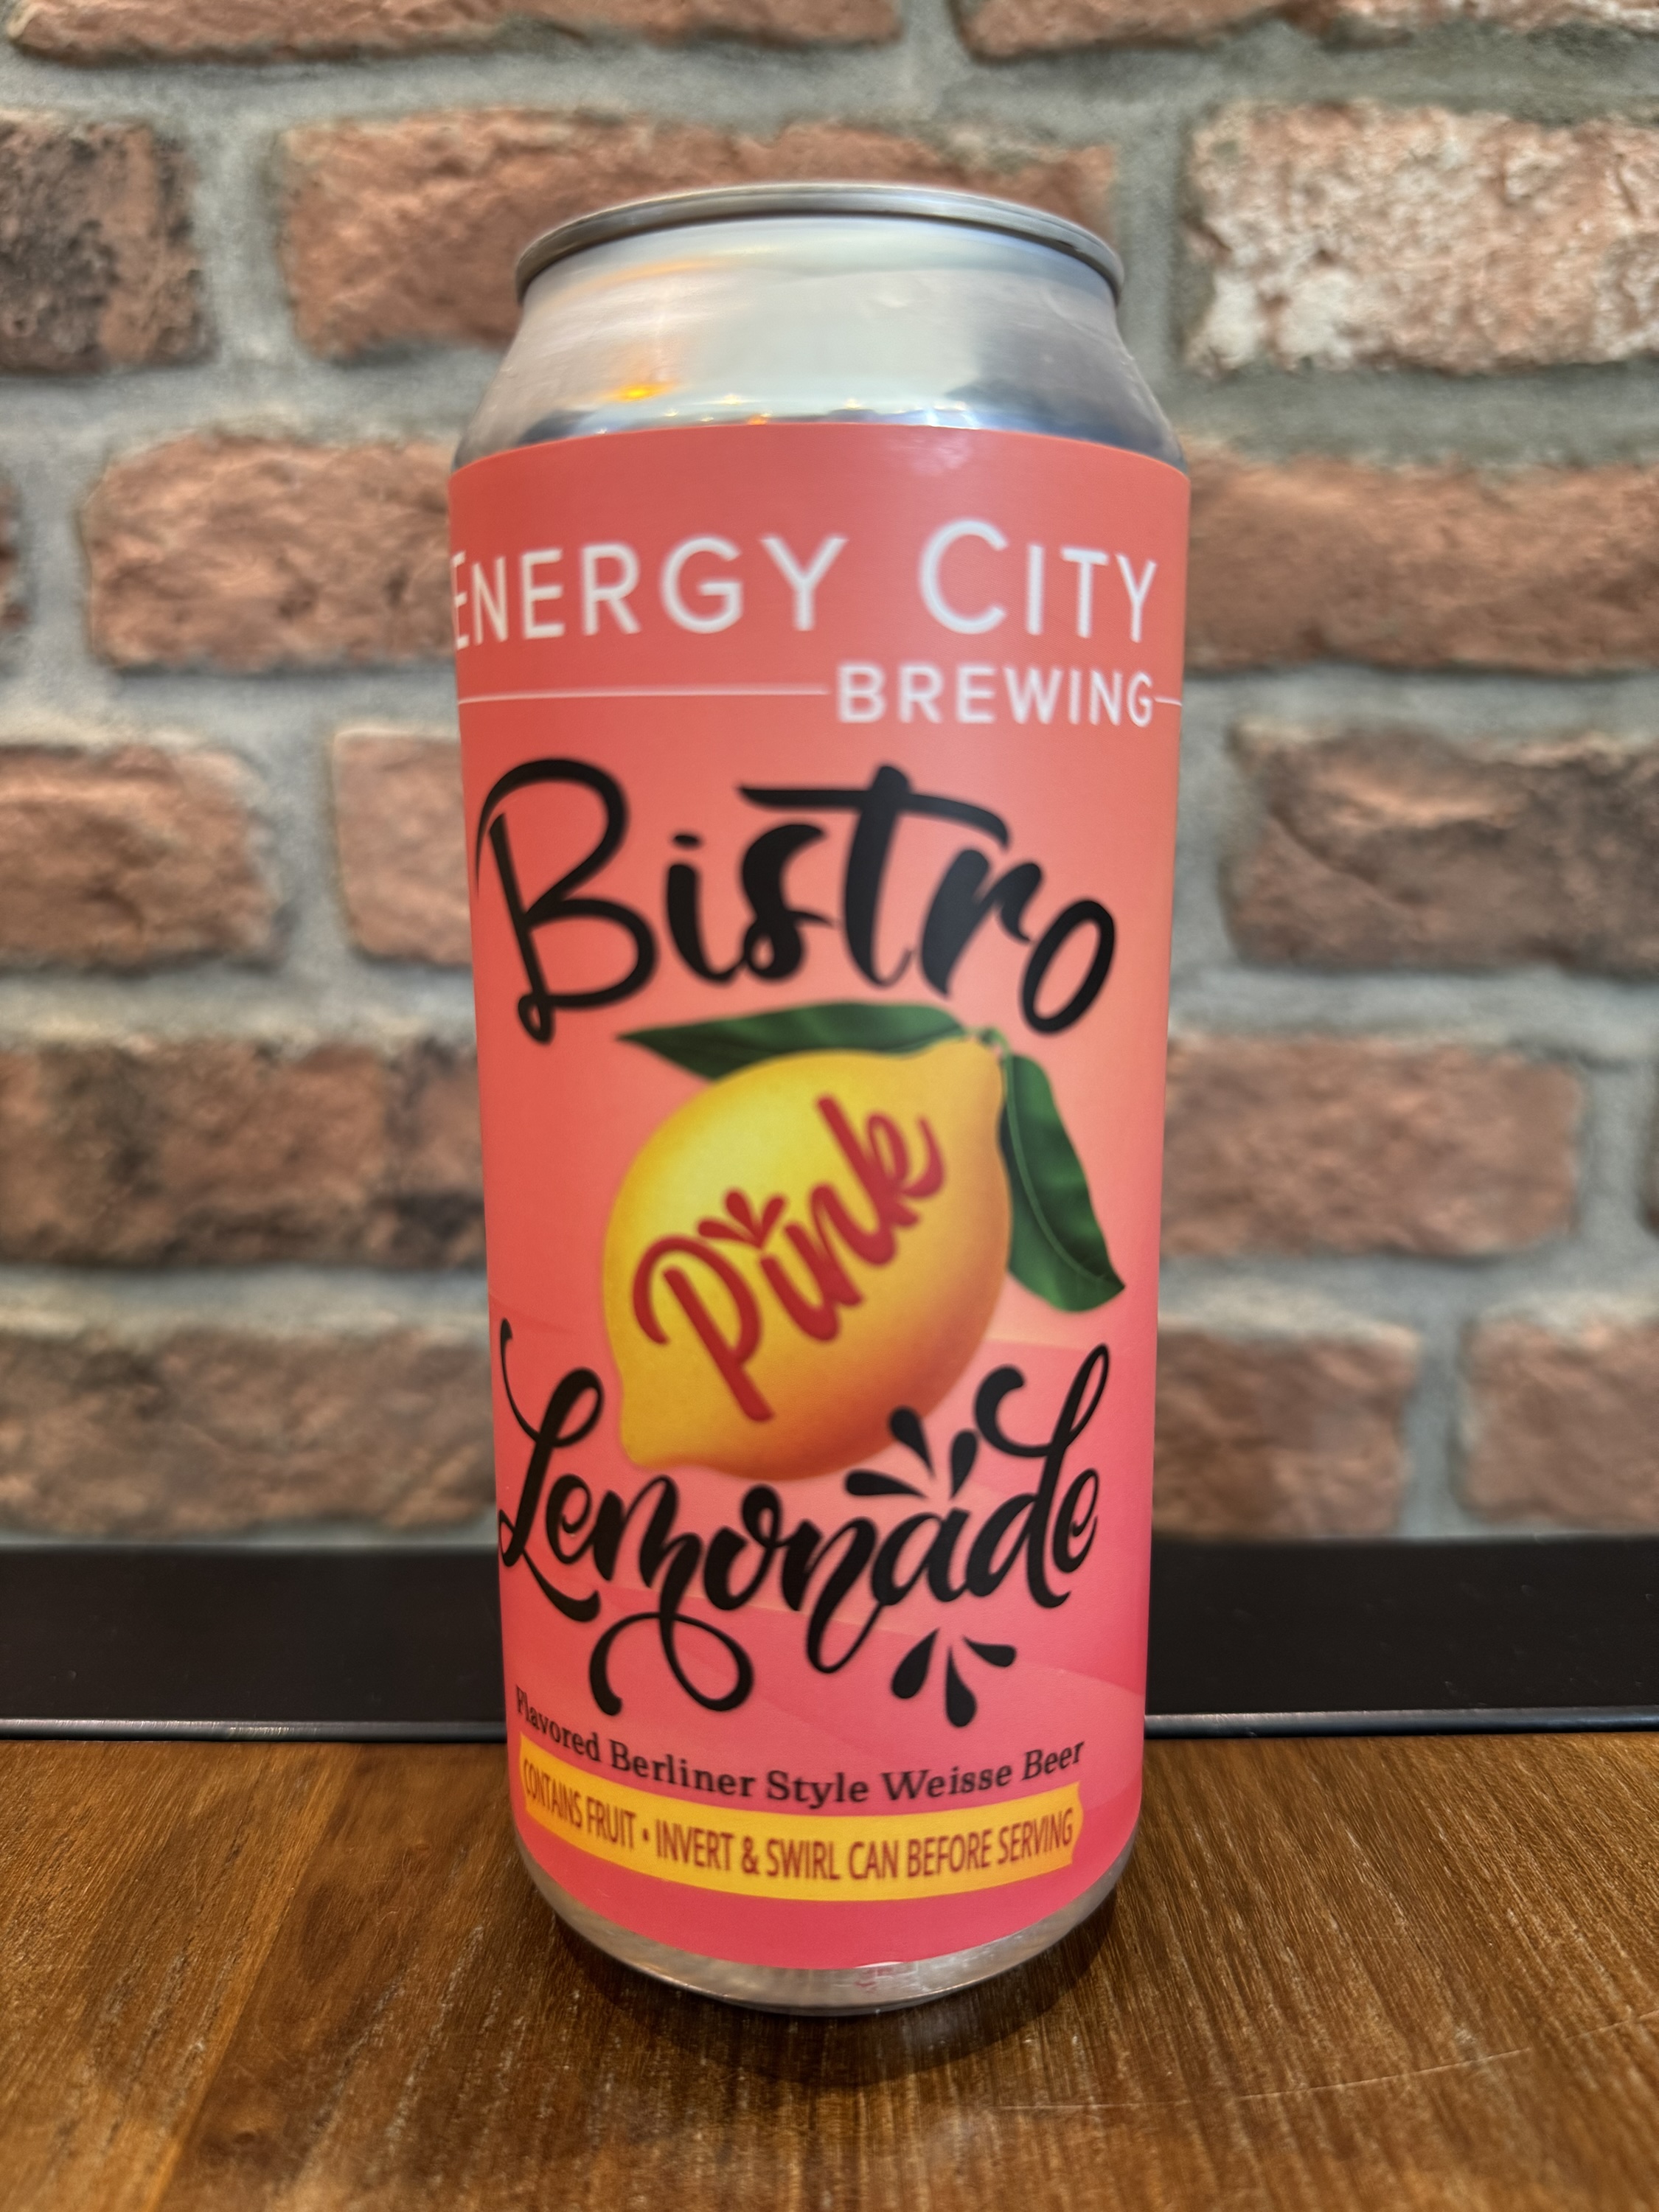 ENERGY CITY
BREWING
Bistro
Pink
Lemonade
Flavored Berliner Style Weisse Beer
CONTAINS FRUIT • INVERT & SWIRL CAN BEFORE SERVING